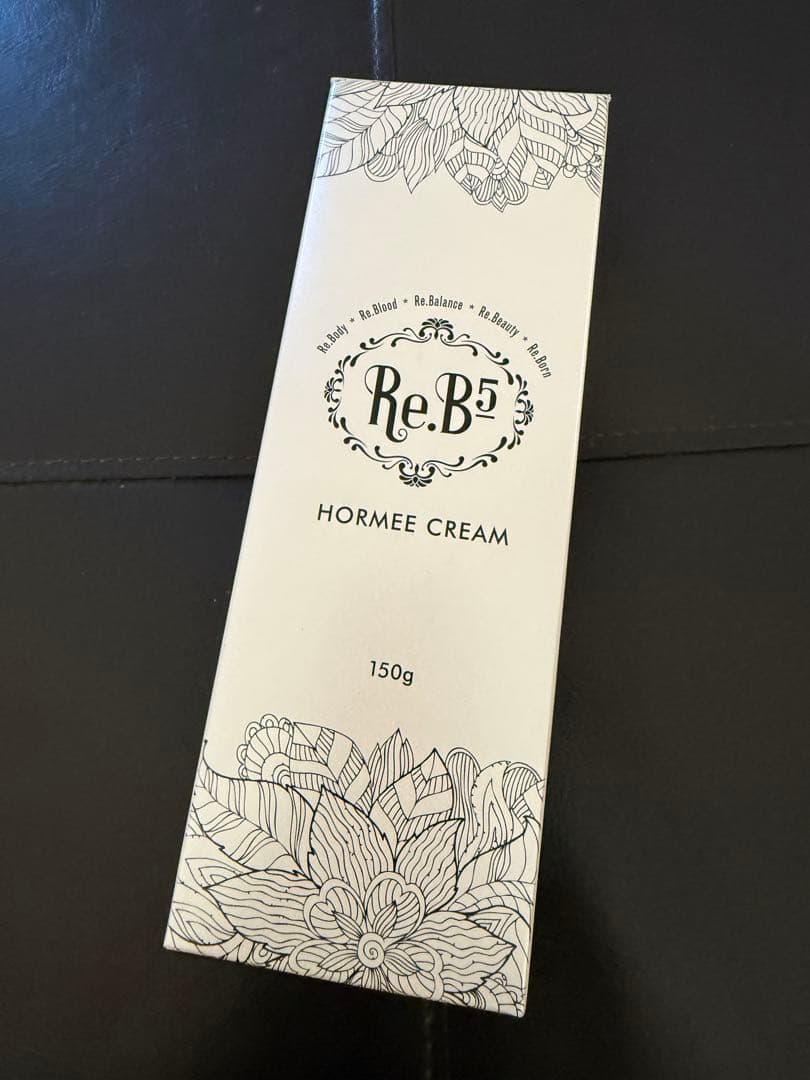 Re.Body * Re.Blood * Re.Balance * Re.Beauty * Re.Born
Re.B5
HORMEE CREAM
150g